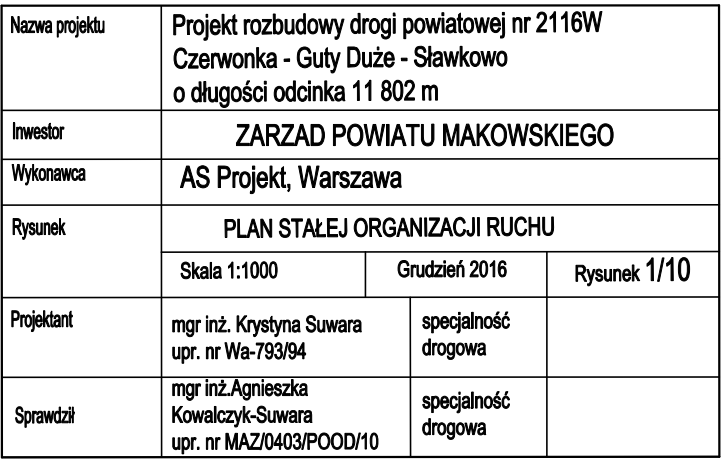 Nazwa projektu
Projekt rozbudowy drogi powiatowej nr 2116W
Czerwonka - Guty Duże - Sławkowo
o długości odcinka 11 802 m
Inwestor
ZARZAD POWIATU MAKOWSKIEGO
Wykonawca
AS Projekt, Warszawa
Rysunek
PLAN STAŁEJ ORGANIZACJI RUCHU
Skala 1:1000
Grudzień 2016
Rysunek 1/10
Projektant
mgr inż. Krystyna Suwara
upr. nr Wa-793/94
specjalność
drogowa
Sprawdził
mgr inż.Agnieszka
Kowalczyk-Suwara
upr. nr MAZ/0403/POOD/10
specjalność
drogowa